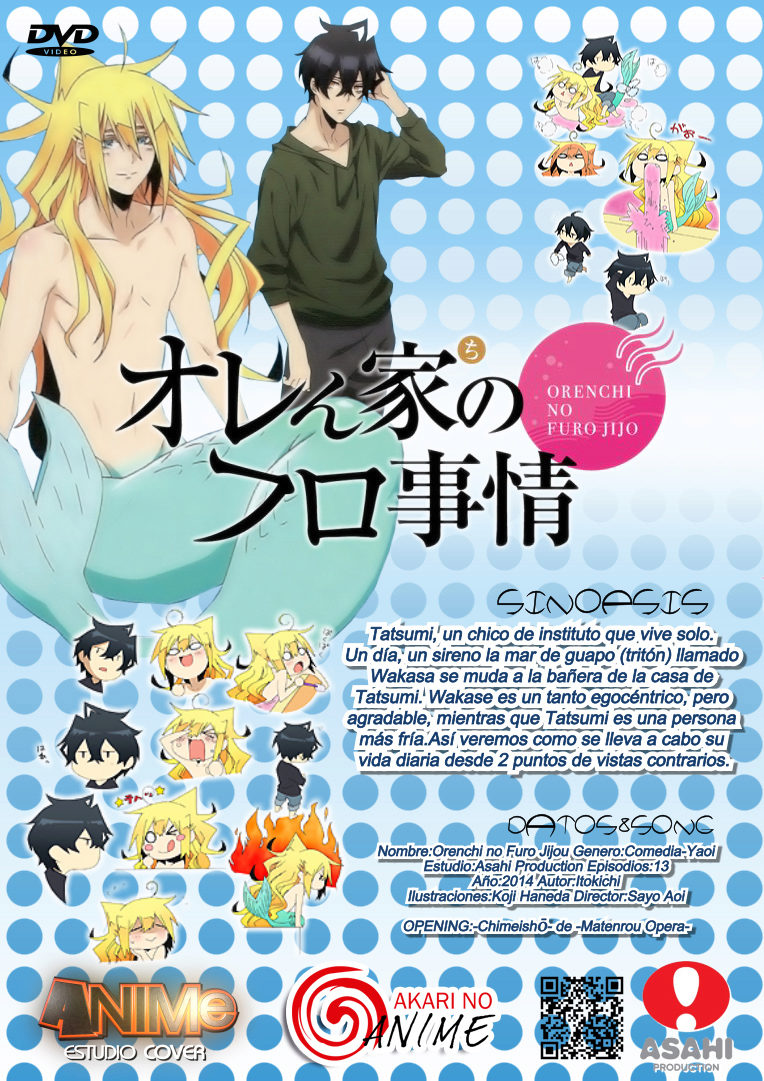 DVD
VIDEO
がおー
オレん家のフロ事情
ち
ORENCHI
NO
FURO JIJO
SINOPSIS
Tatsumi, un chico de instituto que vive solo.
Un día, un sireno la mar de guapo (tritón) llamado
Wakasa se muda a la bañera de la casa de
Tatsumi. Wakase es un tanto egocéntrico, pero
agradable, mientras que Tatsumi es una persona
más fría.Así veremos como se lleva a cabo su
vida diaria desde 2 puntos de vistas contrarios.
DATOS&SONG
Nombre:Orenchi no Furo Jijou Genero:Comedia-Yaoi
Estudio:Asahi Production Episodios:13
Año:2014 Autor:Itokichi
Ilustraciones:Koji Haneda Director:Sayo Aoi
OPENING:-ChimeishŌ- de -Matenrou Opera-
ANIMe
ESTUDIO COVER
AKARI NO
ANIME
ASAHI
PRODUCTION